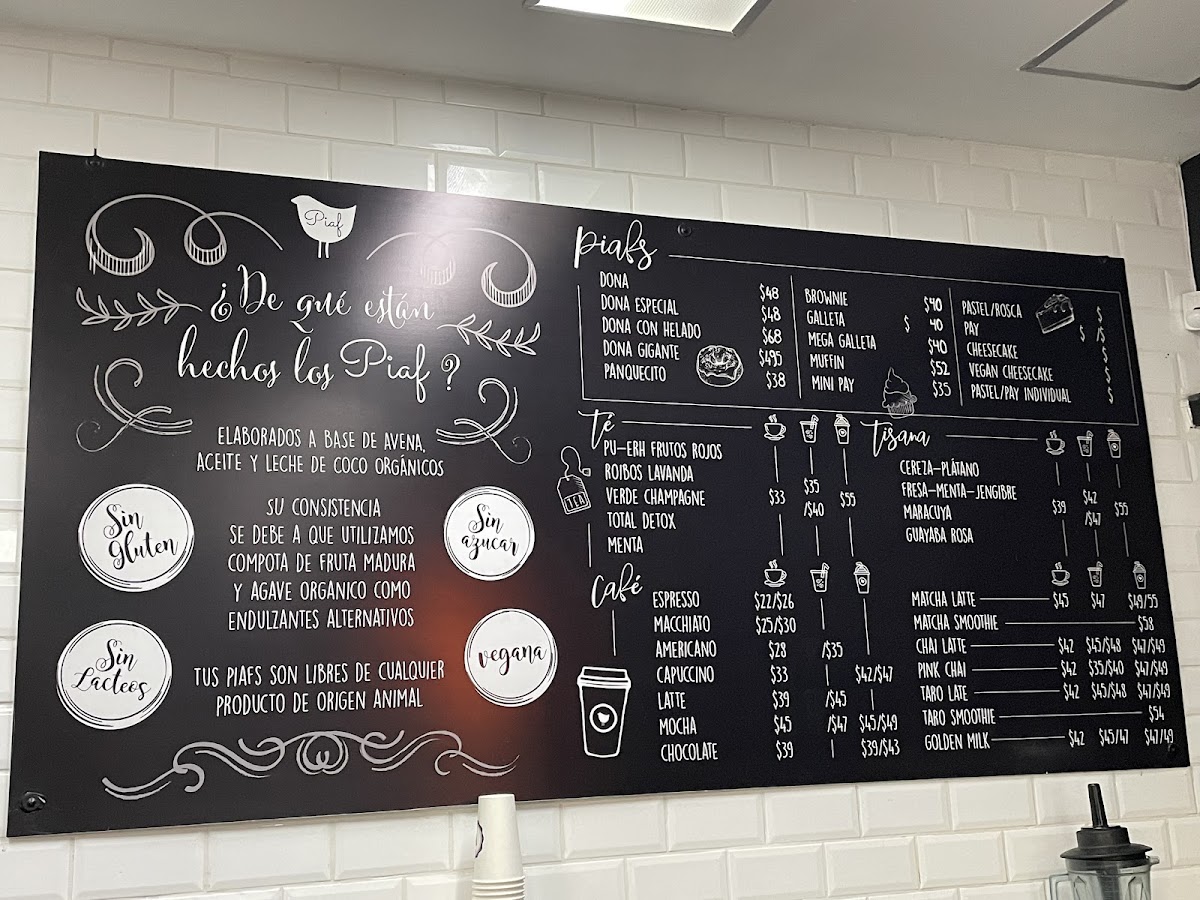 Piaf
¿De qué están
hechos los Piaf?
ELABORADOS A BASE DE AVENA,
ACEITE Y LECHE DE COCO ORGÁNICOS
Sin
gluten
SU CONSISTENCIA
SE DEBE A QUE UTILIZAMOS
COMPOTA DE FRUTA MADURA
Y AGAVE ORGANICO COMO
ENDULZANTES ALTERNATIVOS
Sin
azucar
Sin
Lacteos
TUS PIAFS SON LIBRES DE CUALQUIER
PRODUCTO DE ORIGEN ANIMAL
vegana
piafs
DONA $48
DONA ESPECIAL $48
DONA CON HELADO $68
DONA GIGANTE $495
PANQUECITO $38
BROWNIE $40
GALLETA $ 40
MEGA GALLETA $40
MUFFIN $52
MINI PAY $35
PASTEL/ROSCA $
PAY $
CHEESECAKE $
VEGAN CHEESECAKE $
PASTEL/PAY INDIVIDUAL $
Té
TEA
PU-ERH FRUTOS ROJOS
ROIBOS LAVANDA
VERDE CHAMPAGNE
TOTAL DETOX
MENTA
$33 $35/$40 $55
tisana
CEREZA-PLÁTANO
FRESA-MENTA-JENGIBRE
MARACUYA
GUAYABA ROSA
$39 $42/$47 $55
Café
ESPRESSO $22/$26
MACCHIATO $25/$30
AMERICANO $28 /$35
CAPUCCINO $33 $42/$47
LATTE $39 /$45
MOCHA $45 /$47 $45/$49
CHOCOLATE $39 $39/$43
MATCHA LATTE $45 $47 $49/55
MATCHA SMOOTHIE $58
CHAI LATTE $42 $45/$48 $47/$49
PINK CHAI $42 $35/$40 $47/$49
TARO LATE $42 $45/$48 $47/$49
TARO SMOOTHIE $54
GOLDEN MILK $42 $45/47 $47/49